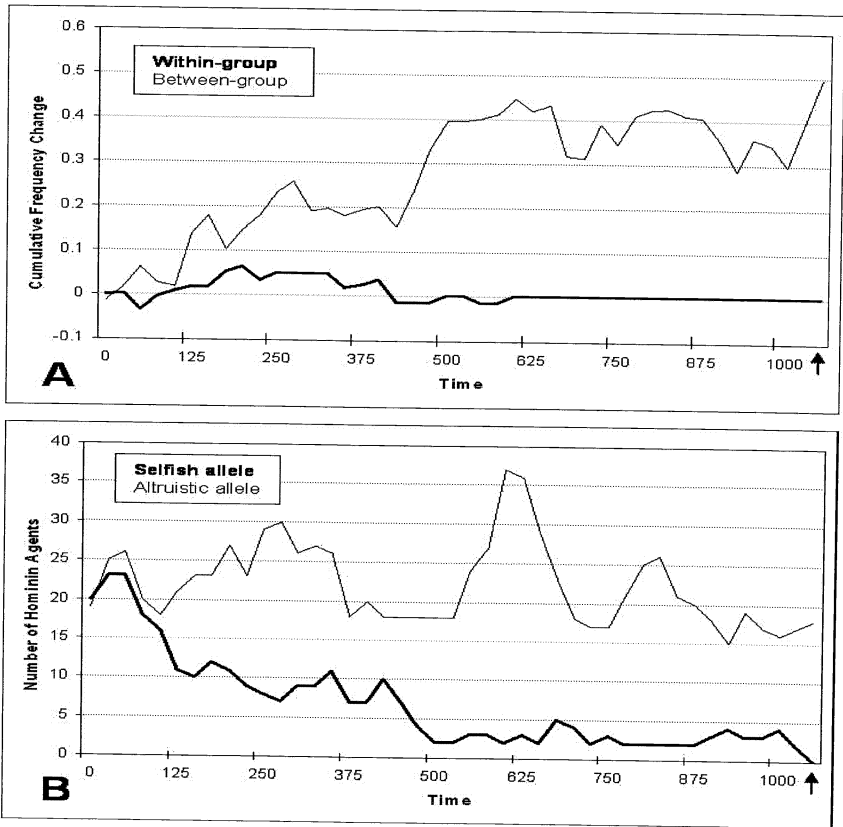 0.6
0.5
0.4
0.3
0.2
0.1
0
-0.1
Cumulative Frequency Change
Within-group
Between-group
0 125 250 375 500 625 750 875 1000
Time
A
40
35
30
25
20
15
10
5
0
Number of Hominin Agents
Selfish allele
Altruistic allele
0 125 250 375 500 625 750 875 1000
Time
B